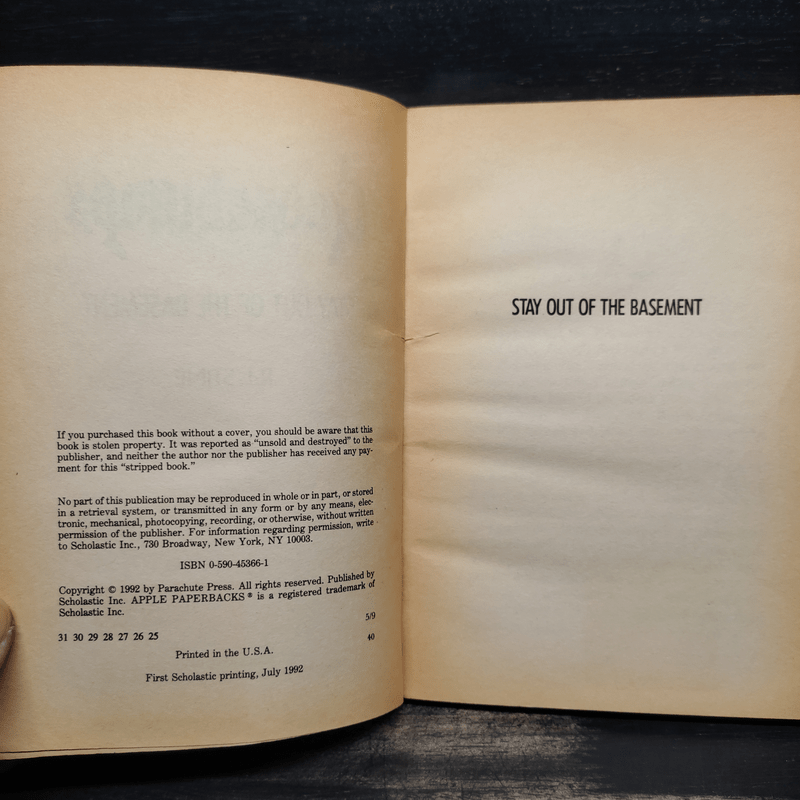 If you purchased this book without a cover, you should be aware that this
book is stolen property. It was reported as "unsold and destroyed" to the
publisher, and neither the author nor the publisher has received any pay-
ment for this "stripped book."
No part of this publication may be reproduced in whole or in part, or stored
in a retrieval system, or transmitted in any form or by any means, elec-
tronic, mechanical, photocopying, recording, or otherwise, without written
permission of the publisher. For information regarding permission, write
to Scholastic Inc., 730 Broadway, New York, NY 10003.
ISBN 0-590-45366-1
Copyright © 1992 by Parachute Press. All rights reserved. Published by
Scholastic Inc. APPLE PAPERBACKS ® is a registered trademark of
Scholastic Inc.
5/9
31 30 29 28 27 26 25
40
Printed in the U.S.A.
First Scholastic printing, July 1992
STAY OUT OF THE BASEMENT